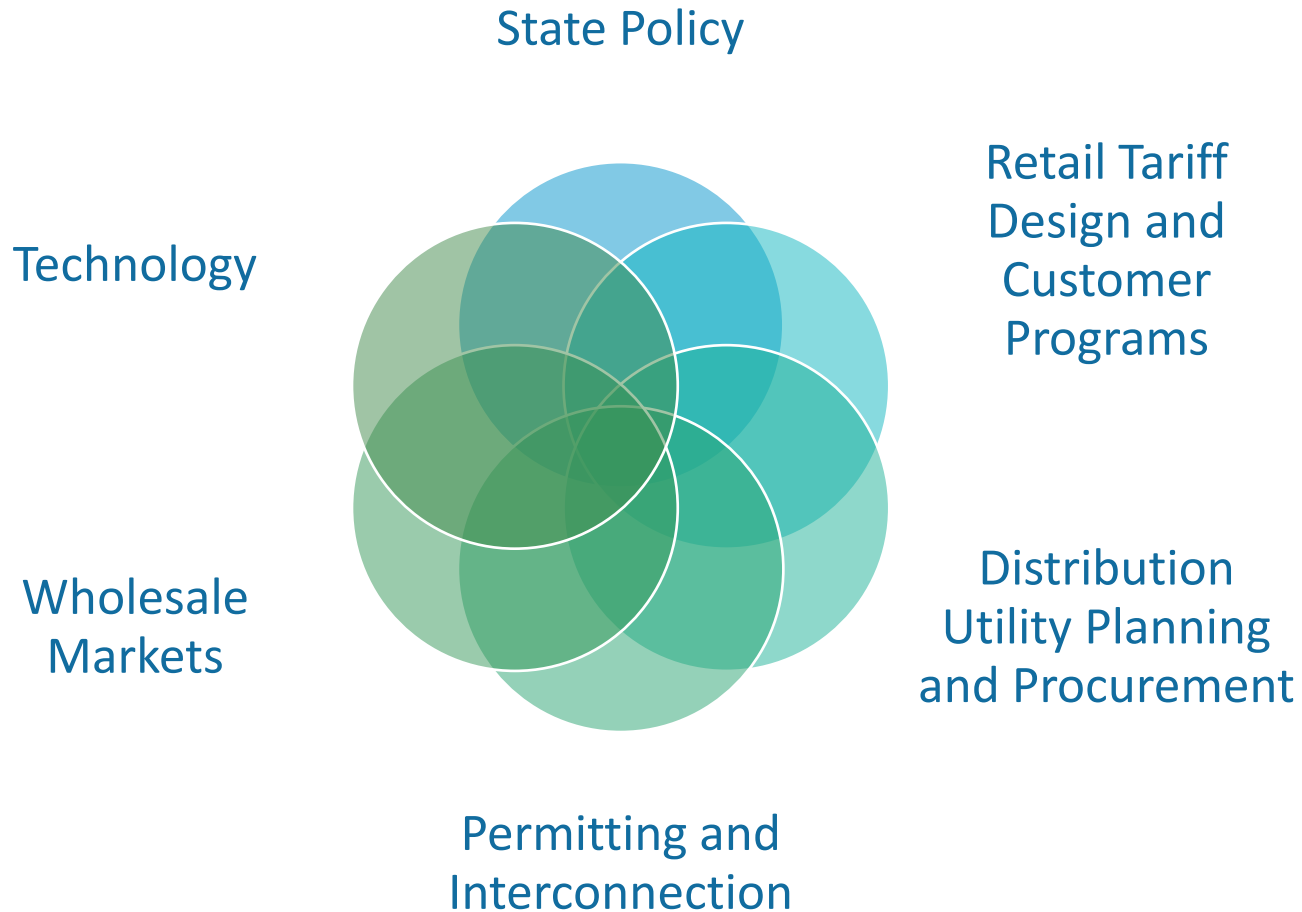 State Policy
Retail Tariff
Design and
Customer
Programs
Technology
Distribution
Utility Planning
and Procurement
Wholesale
Markets
Permitting and
Interconnection